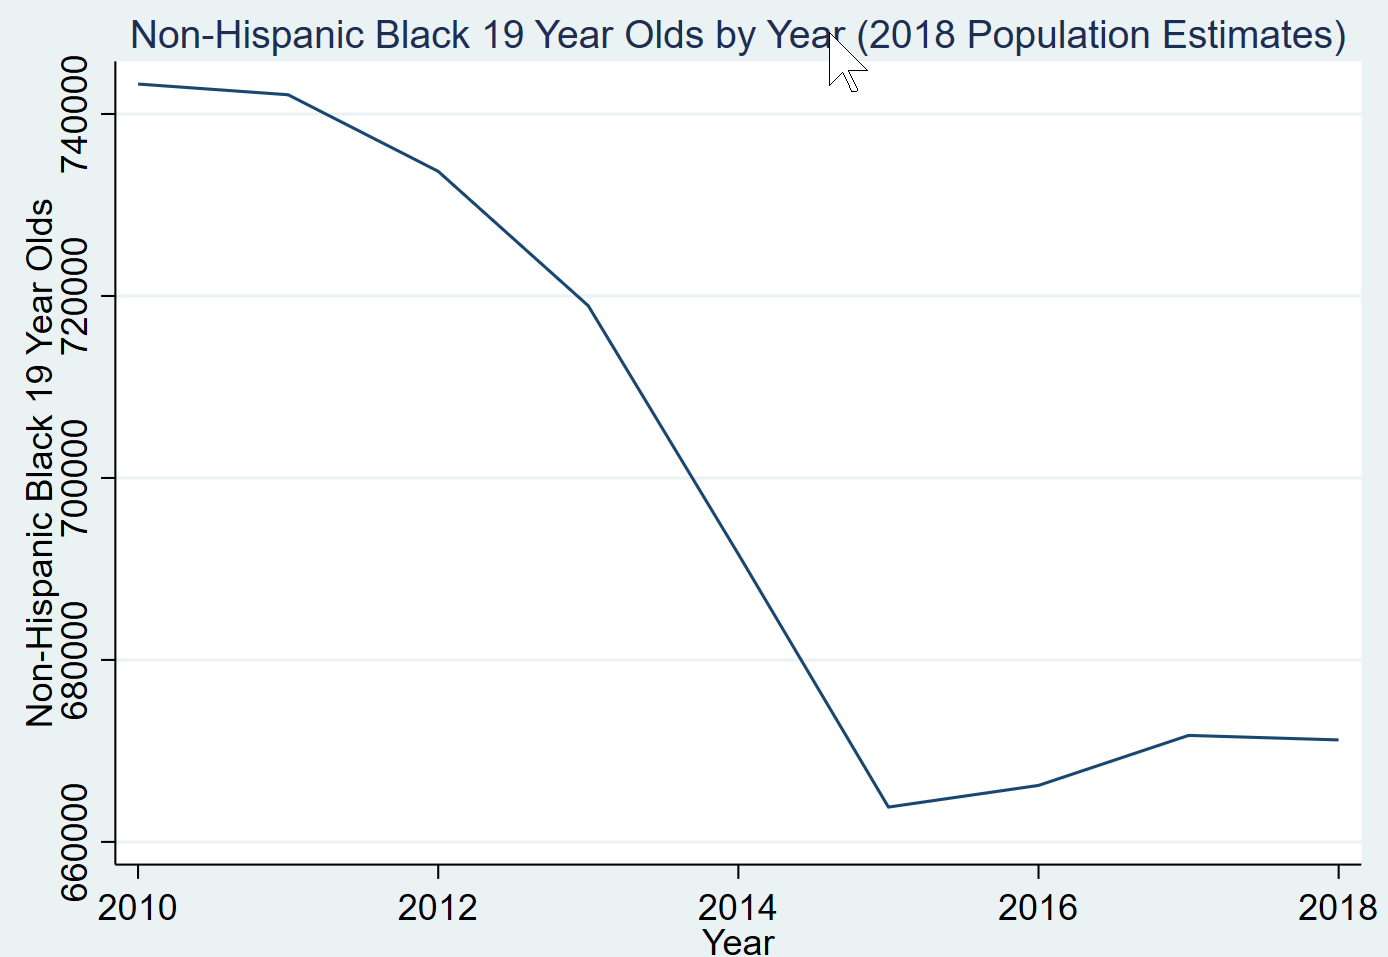 Non-Hispanic Black 19 Year Olds by Year (2018 Population Estimates)
Non-Hispanic Black 19 Year Olds
740000
720000
700000
680000
660000
2010 2012 2014 2016 2018
Year